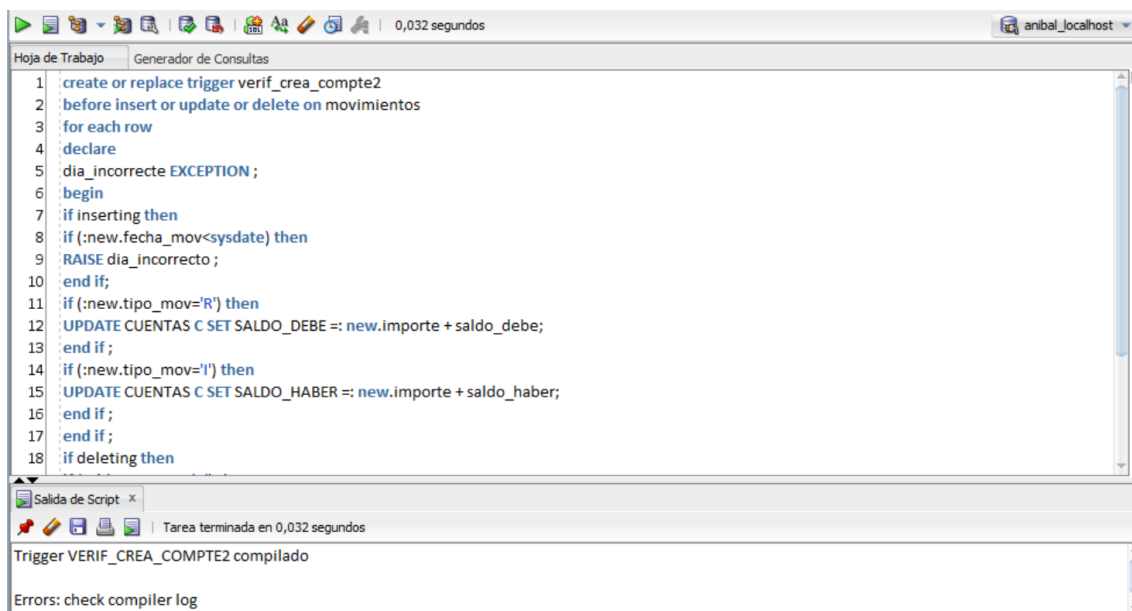 0,032 segundos
anibal_localhost
Hoja de Trabajo
Generador de Consultas
1 create or replace trigger verif_crea_compte2
2 before insert or update or delete on movimientos
3 for each row
4 declare
5 dia_incorrecte EXCEPTION ;
6 begin
7 if inserting then
8 if (:new.fecha_mov<sysdate) then
9 RAISE dia_incorrecto ;
10 end if;
11 if (:new.tipo_mov='R') then
12 UPDATE CUENTAS C SET SALDO_DEBE =: new.importe + saldo_debe;
13 end if ;
14 if (:new.tipo_mov='I') then
15 UPDATE CUENTAS C SET SALDO_HABER =: new.importe + saldo_haber;
16 end if ;
17 end if ;
18 if deleting then
Salida de Script x
Tarea terminada en 0,032 segundos
Trigger VERIF_CREA_COMPTE2 compilado
Errors: check compiler log